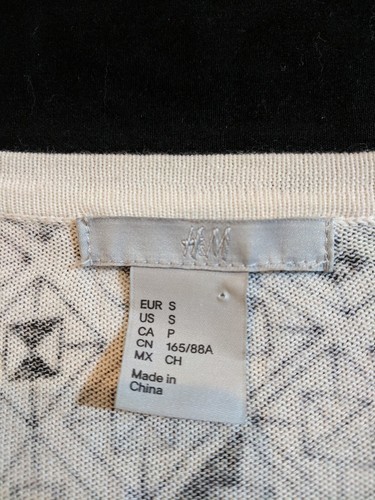 H&M
EUR S
US S
CA P
CN 165/88A
MX CH
Made in
China